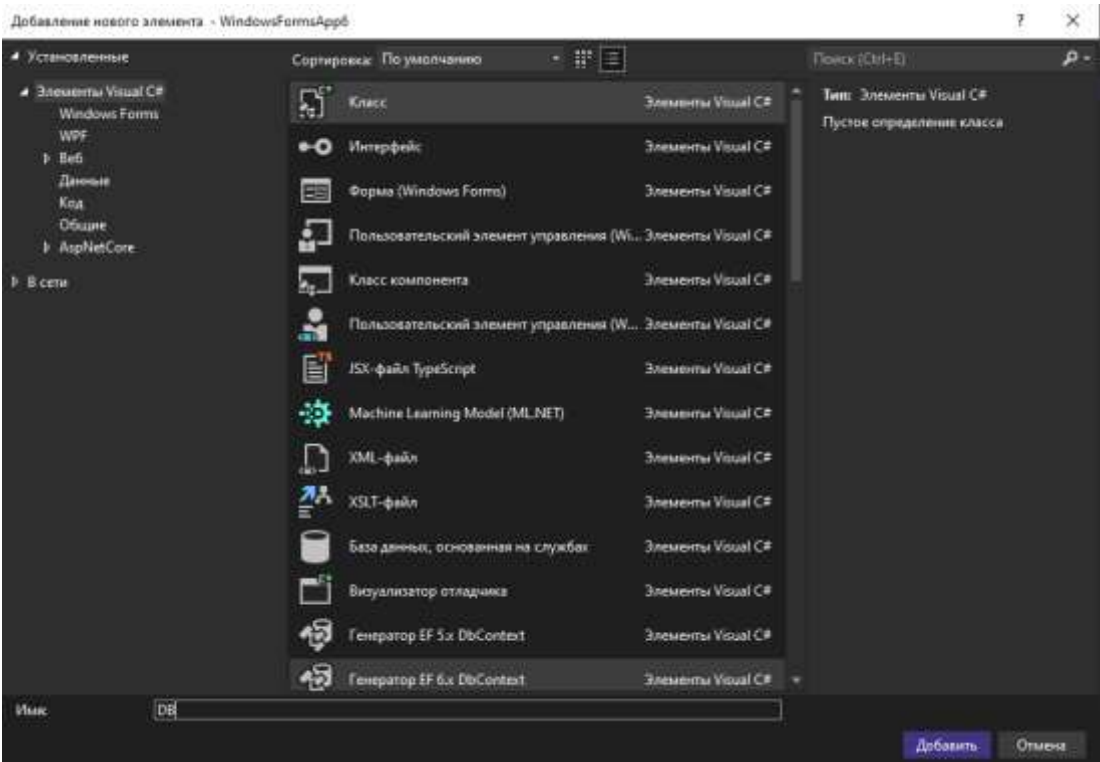 Добавление нового элемента - WindowsFormsApp6
? ×
Установленные
Сортировка: По умолчанию
Поиск (Ctrl+E)
Элементы Visual C#
Windows Forms
WPF
Веб
Данные
Код
Общие
AspNetCore
В сети
Класс Элементы Visual C#
Интерфейс Элементы Visual C#
Форма (Windows Forms) Элементы Visual C#
Пользовательский элемент управления (Wi... Элементы Visual C#
Класс компонента Элементы Visual C#
Пользовательский элемент управления (W... Элементы Visual C#
JSX-файл TypeScript Элементы Visual C#
Machine Learning Model (ML.NET) Элементы Visual C#
XML-файл Элементы Visual C#
XSLT-файл Элементы Visual C#
База данных, основанная на службах Элементы Visual C#
Визуализатор отладчика Элементы Visual C#
Генератор EF 5.x DbContext Элементы Visual C#
Генератор EF 6.x DbContext Элементы Visual C#
Тип: Элементы Visual C#
Пустое определение класса
Имя: DB
Добавить Отмена